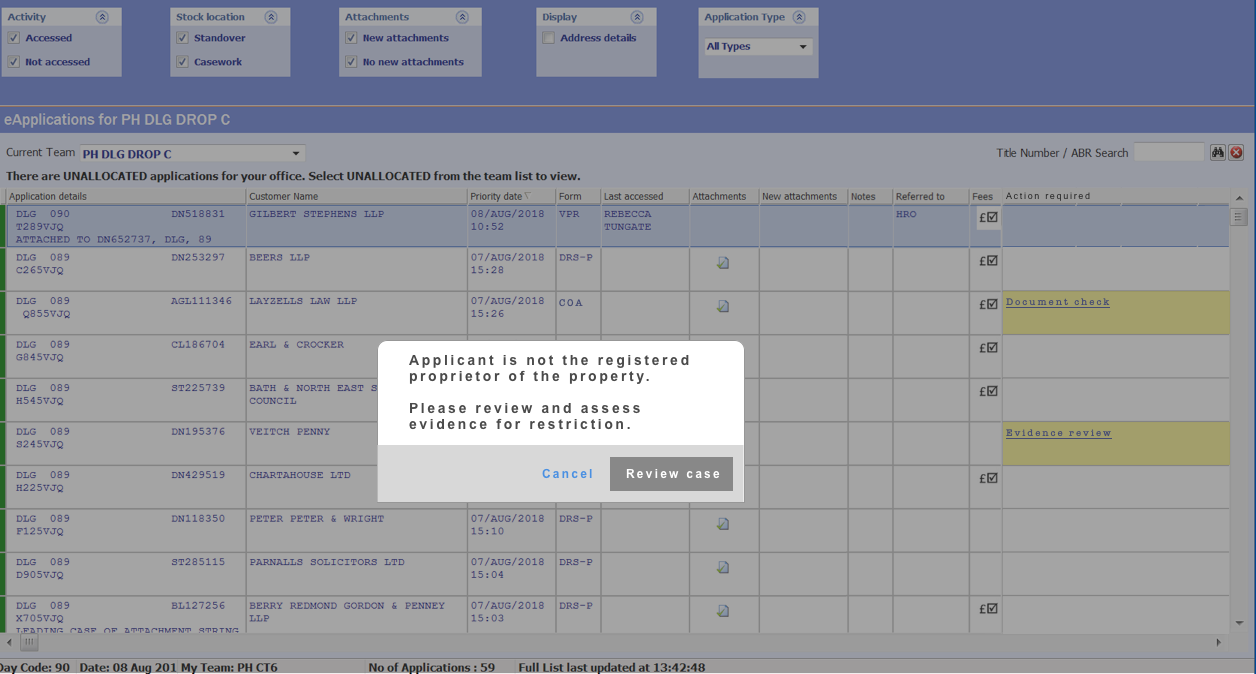 Activity
Accessed
Not accessed
Stock location
Standover
Casework
Attachments
New attachments
No new attachments
Display
Address details
Application Type
All Types
eApplications for PH DLG DROP C
Current Team PH DLG DROP C
Title Number / ABR Search
There are UNALLOCATED applications for your office. Select UNALLOCATED from the team list to view.
Application details Customer Name Priority date Form Last accessed Attachments New attachments Notes Referred to Fees Action required
DLG 090 DN518831 GILBERT STEPHENS LLP 08/AUG/2018 VPR REBECCA HRO £
T289VJQ 10:52 TUNGATE
ATTACHED TO DN652737, DLG, 89
DLG 089 DN253297 BEERS LLP 07/AUG/2018 DRS-P £
C265VJQ 15:28
DLG 089 AGL111346 LAYZELLS LAW LLP 07/AUG/2018 COA £ Document check
Q855VJQ 15:26
DLG 089 CL186704 EARL & CROCKER £
G845VJQ
DLG 089 ST225739 BATH & NORTH EAST S £
H545VJQ COUNCIL
DLG 089 DN195376 VEITCH PENNY Evidence review
S245VJQ
DLG 089 DN429519 CHARTAHOUSE LTD £
H225VJQ
Applicant is not the registered
proprietor of the property.
Please review and assess
evidence for restriction.
Cancel Review case
DLG 089 DN118350 PETER PETER & WRIGHT 07/AUG/2018 DRS-P
F125VJQ 15:10
DLG 089 ST285115 PARNALLS SOLICITORS LTD 07/AUG/2018 DRS-P
D905VJQ 15:04
DLG 089 BL127256 BERRY REDMOND GORDON & PENNEY 07/AUG/2018 DRS-P £
X705VJQ LLP 15:03
LEADING CASE OF ATTACHMENT STRING
Day Code: 90 Date: 08 Aug 201 My Team: PH CT6 No of Applications : 59 Full List last updated at 13:42:48